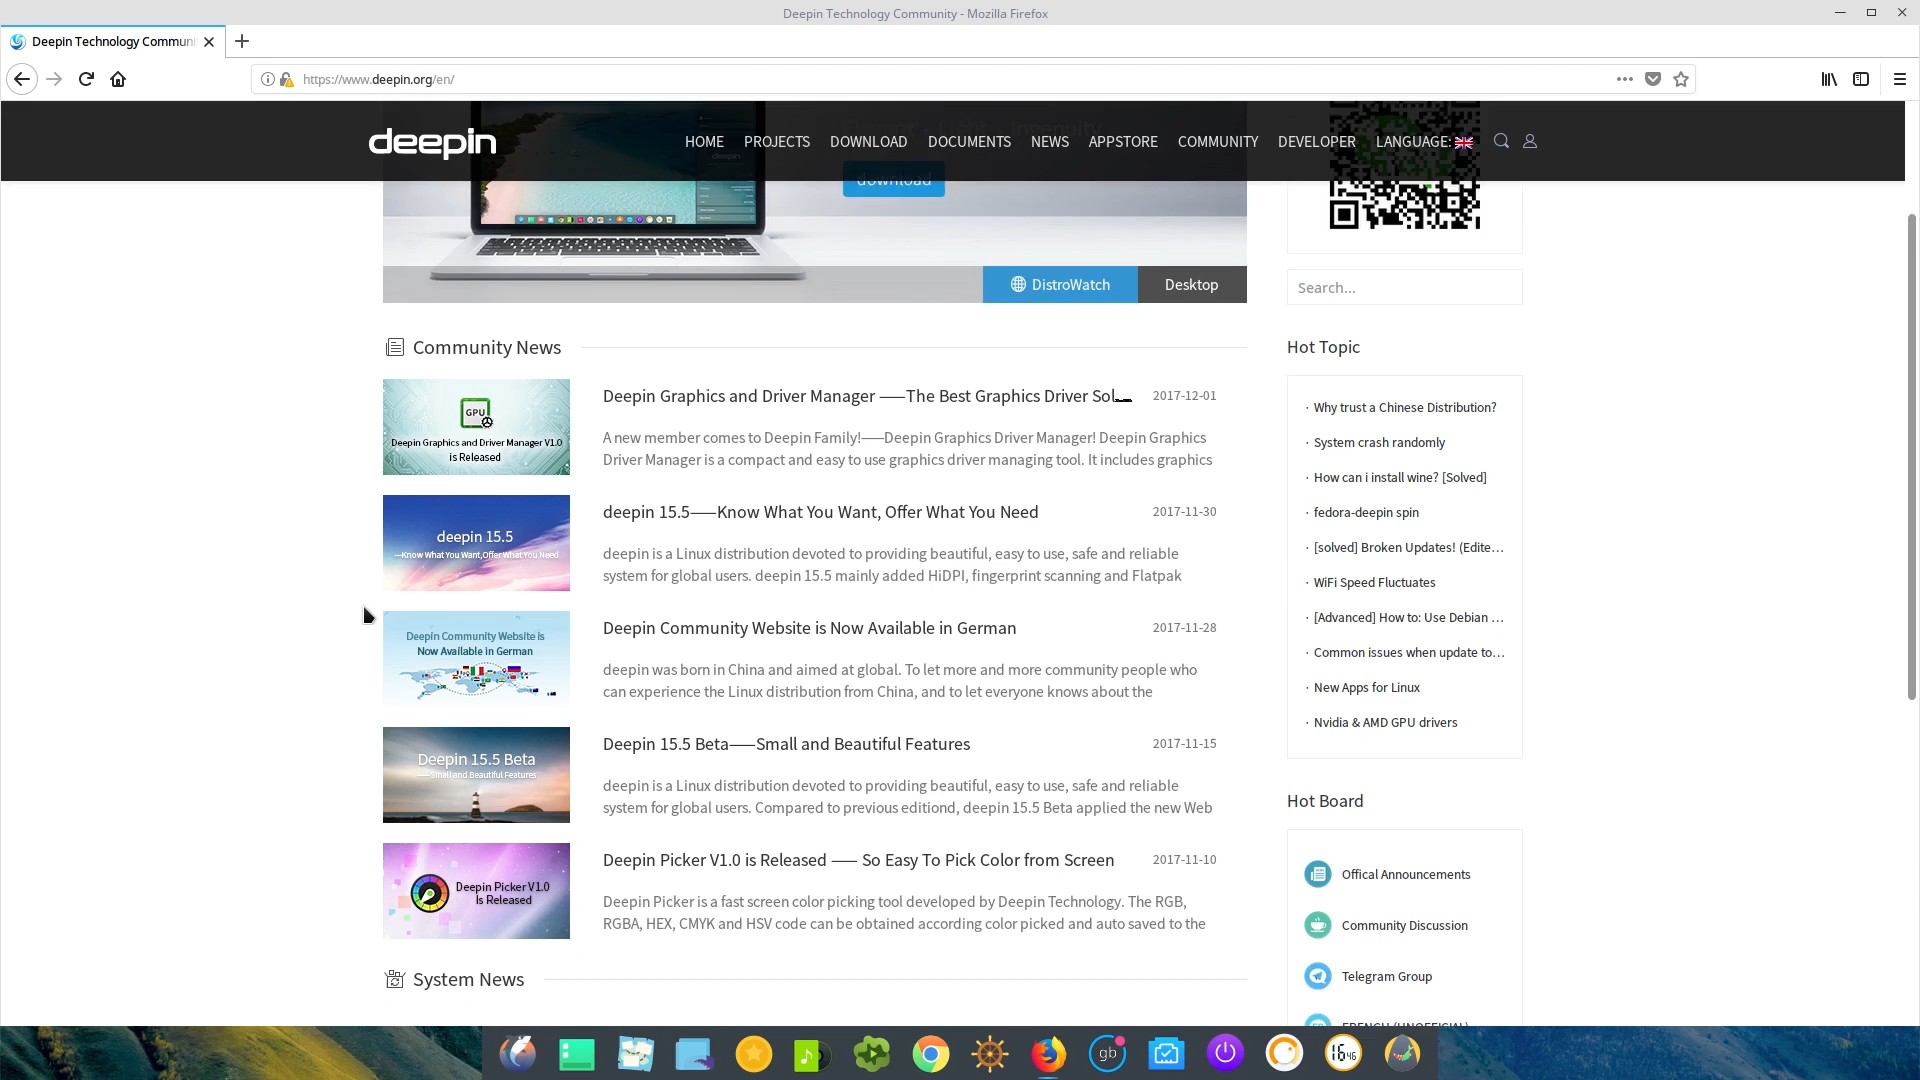 Deepin Technology Community - Mozilla Firefox
Deepin Technology Communi
https://www.deepin.org/en/
deepin
HOME PROJECTS DOWNLOAD DOCUMENTS NEWS APPSTORE COMMUNITY DEVELOPER LANGUAGE:
download
DistroWatch Desktop
Search...
Community News
Deepin Graphics and Driver Manager ——The Best Graphics Driver Sol 2017-12-01
A new member comes to Deepin Family!——Deepin Graphics Driver Manager! Deepin Graphics
Driver Manager is a compact and easy to use graphics driver managing tool. It includes graphics
GPU
Deepin Graphics and Driver Manager V1.0
is Released
deepin 15.5——Know What You Want, Offer What You Need 2017-11-30
deepin is a Linux distribution devoted to providing beautiful, easy to use, safe and reliable
system for global users. deepin 15.5 mainly added HiDPI, fingerprint scanning and Flatpak
deepin 15.5
—Know What You Want,Offer What You Need
Deepin Community Website is Now Available in German 2017-11-28
deepin was born in China and aimed at global. To let more and more community people who
can experience the Linux distribution from China, and to let everyone knows about the
Deepin Community Website is
Now Available in German
Deepin 15.5 Beta——Small and Beautiful Features 2017-11-15
deepin is a Linux distribution devoted to providing beautiful, easy to use, safe and reliable
system for global users. Compared to previous editiond, deepin 15.5 Beta applied the new Web
Deepin 15.5 Beta
——Small and Beautiful Features
Deepin Picker V1.0 is Released —— So Easy To Pick Color from Screen 2017-11-10
Deepin Picker is a fast screen color picking tool developed by Deepin Technology. The RGB,
RGBA, HEX, CMYK and HSV code can be obtained according color picked and auto saved to the
Deepin Picker V1.0
Is Released
System News
Hot Topic
· Why trust a Chinese Distribution?
· System crash randomly
· How can i install wine? [Solved]
· fedora-deepin spin
· [solved] Broken Updates! (Edite...
· WiFi Speed Fluctuates
· [Advanced] How to: Use Debian ...
· Common issues when update to...
· New Apps for Linux
· Nvidia & AMD GPU drivers
Hot Board
Offical Announcements
Community Discussion
Telegram Group
FRENCH (UNOFFICIAL)
gb
16 46